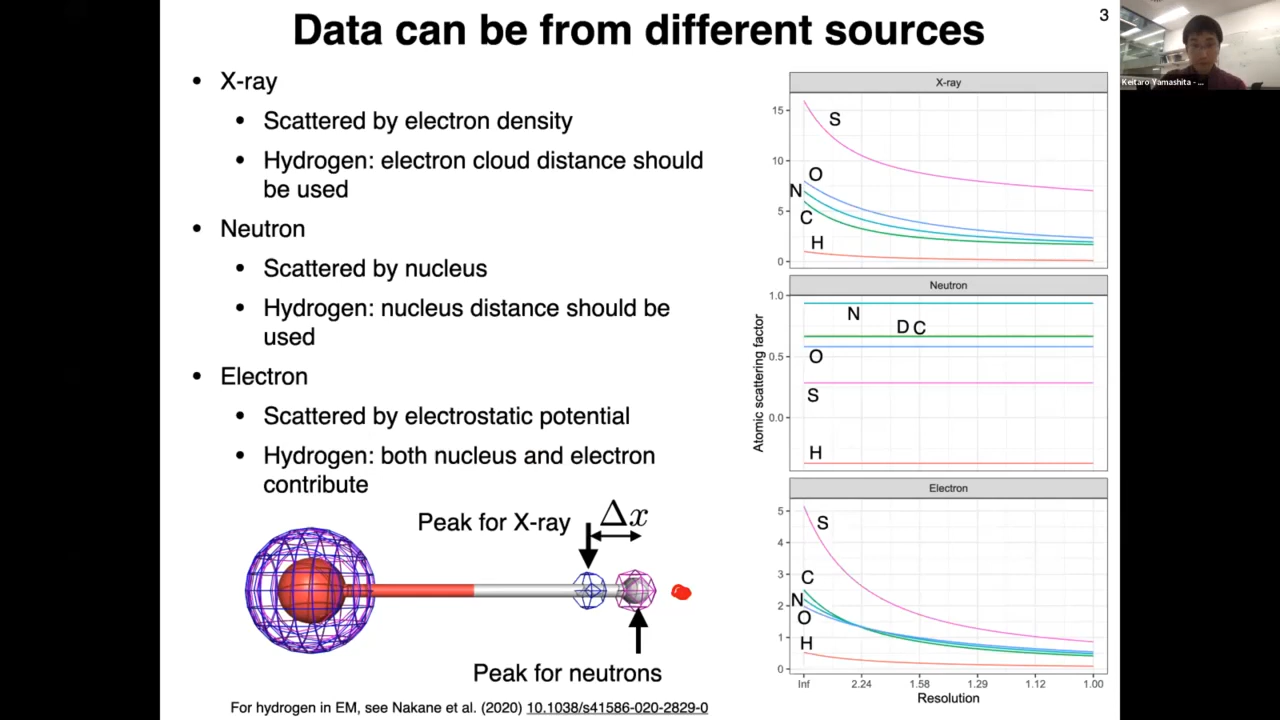 Data can be from different sources
3
Keitaro Yamashita - ...
• X-ray
• Scattered by electron density
• Hydrogen: electron cloud distance should
be used
• Neutron
• Scattered by nucleus
• Hydrogen: nucleus distance should be
used
• Electron
• Scattered by electrostatic potential
• Hydrogen: both nucleus and electron
contribute
Peak for X-ray
Δx
Peak for neutrons
For hydrogen in EM, see Nakane et al. (2020) 10.1038/s41586-020-2829-0
X-ray
15
10
5
0
S
O
N
C
H
Neutron
1.0
0.5
0.0
N
D C
O
S
H
Atomic scattering factor
Electron
5
4
3
2
1
0
S
C
N
O
H
Inf 2.24 1.58 1.29 1.12 1.00
Resolution